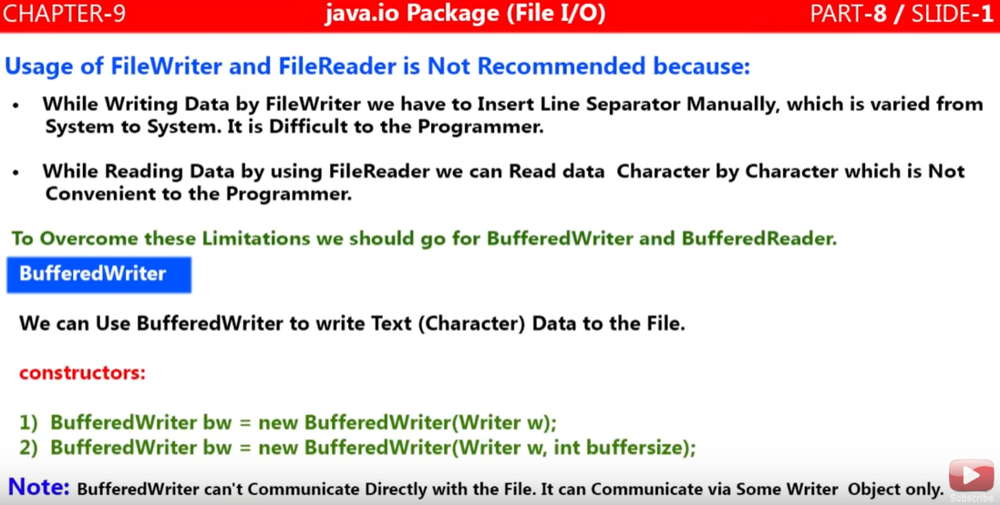 CHAPTER-9
java.io Package (File I/O)
PART-8 / SLIDE-1
Usage of FileWriter and FileReader is Not Recommended because:
• While Writing Data by FileWriter we have to Insert Line Separator Manually, which is varied from
System to System. It is Difficult to the Programmer.
• While Reading Data by using FileReader we can Read data Character by Character which is Not
Convenient to the Programmer.
To Overcome these Limitations we should go for BufferedWriter and BufferedReader.
BufferedWriter
We can Use BufferedWriter to write Text (Character) Data to the File.
constructors:
1) BufferedWriter bw = new BufferedWriter(Writer w);
2) BufferedWriter bw = new BufferedWriter(Writer w, int buffersize);
Note: BufferedWriter can't Communicate Directly with the File. It can Communicate via Some Writer Object only.
Subscribe